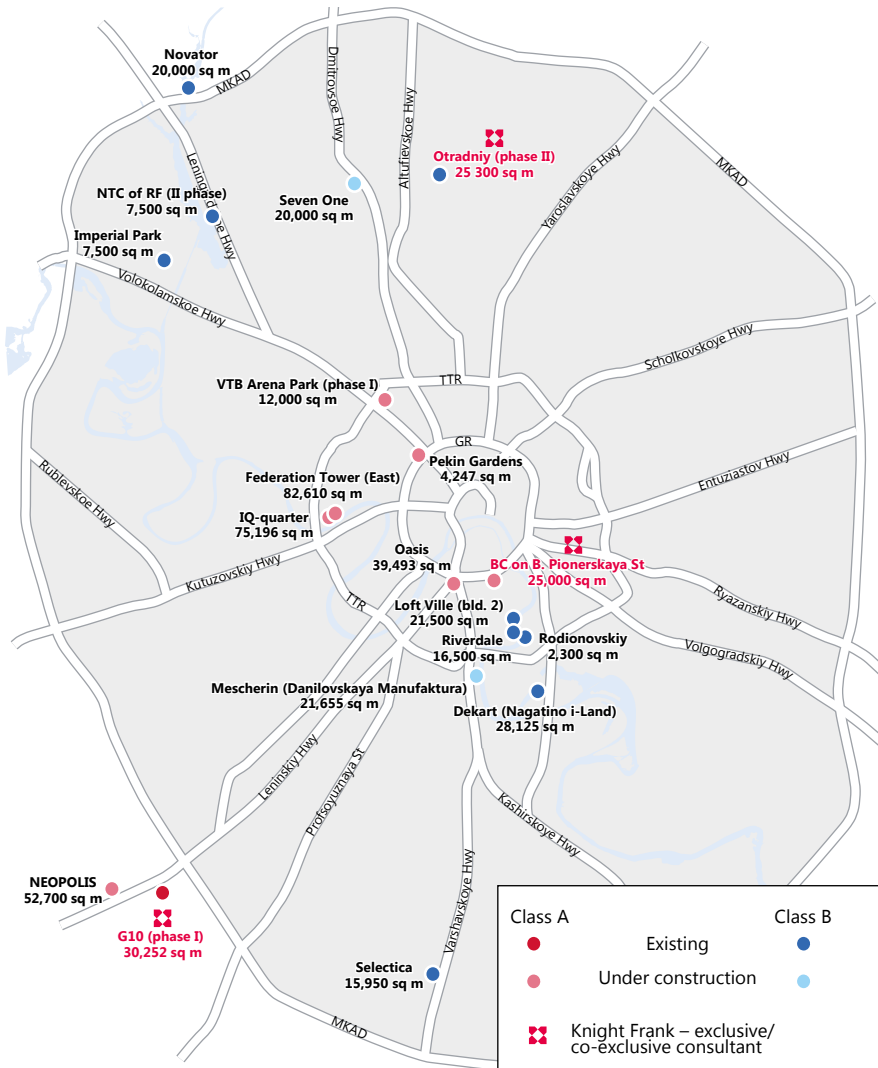 Novator
20,000 sq m
MKAD
Dmitrovsoe Hwy
Altufievskoe Hwy
Otradniy (phase II)
25 300 sq m
Yaroslavskoye Hwy
MKAD
NTC of RF (II phase)
7,500 sq m
Seven One
20,000 sq m
Imperial Park
7,500 sq m
Volokolamskoe Hwy
Scholkovskoye Hwy
VTB Arena Park (phase I)
12,000 sq m
TTR
GR
Pekin Gardens
4,247 sq m
Entuziastov Hwy
Rublevskoe Hwy
Federation Tower (East)
82,610 sq m
IQ-quarter
75,196 sq m
Kutuzovskiy Hwy
Oasis
39,493 sq m
BC on B. Pionerskaya St
25,000 sq m
Ryazanskiy Hwy
TTR
Loft Ville (bld. 2)
21,500 sq m
Riverdale
16,500 sq m
Rodionovskiy
2,300 sq m
Volgogradskiy Hwy
Mescherin (Danilovskaya Manufaktura)
21,655 sq m
Dekart (Nagatino i-Land)
28,125 sq m
Leninskiy Hwy
Profsoyuznaya St
Kashirskoye Hwy
Varshavskoye Hwy
NEOPOLIS
52,700 sq m
G10 (phase I)
30,252 sq m
Selectica
15,950 sq m
MKAD
Class A
Class B
Existing
Under construction
Knight Frank – exclusive/
co-exclusive consultant